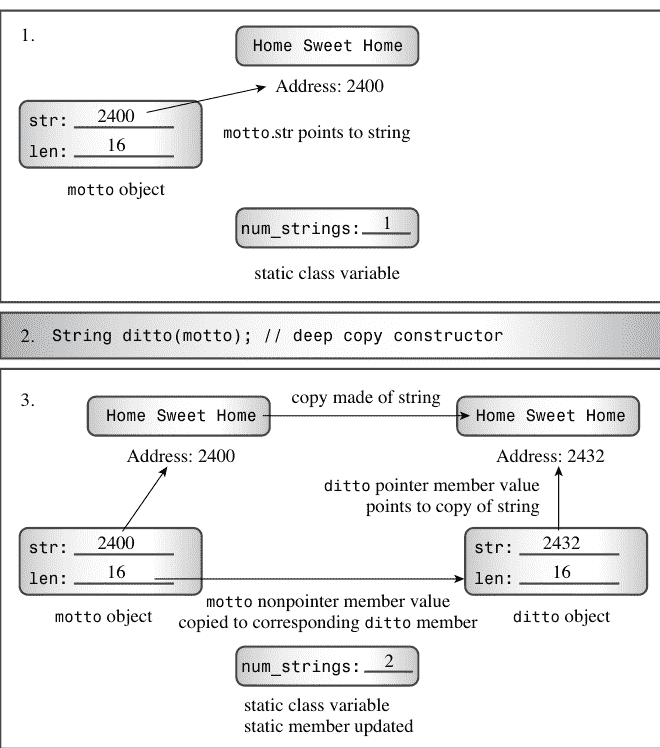 1.
Home Sweet Home
Address: 2400
str: 2400
len: 16
motto.str points to string
motto object
num_strings: 1
static class variable
2. String ditto(motto); // deep copy constructor
3.
copy made of string
Home Sweet Home
Home Sweet Home
Address: 2400
Address: 2432
ditto pointer member value
points to copy of string
str: 2400
len: 16
str: 2432
len: 16
motto object
motto nonpointer member value
copied to corresponding ditto member
ditto object
num_strings: 2
static class variable
static member updated